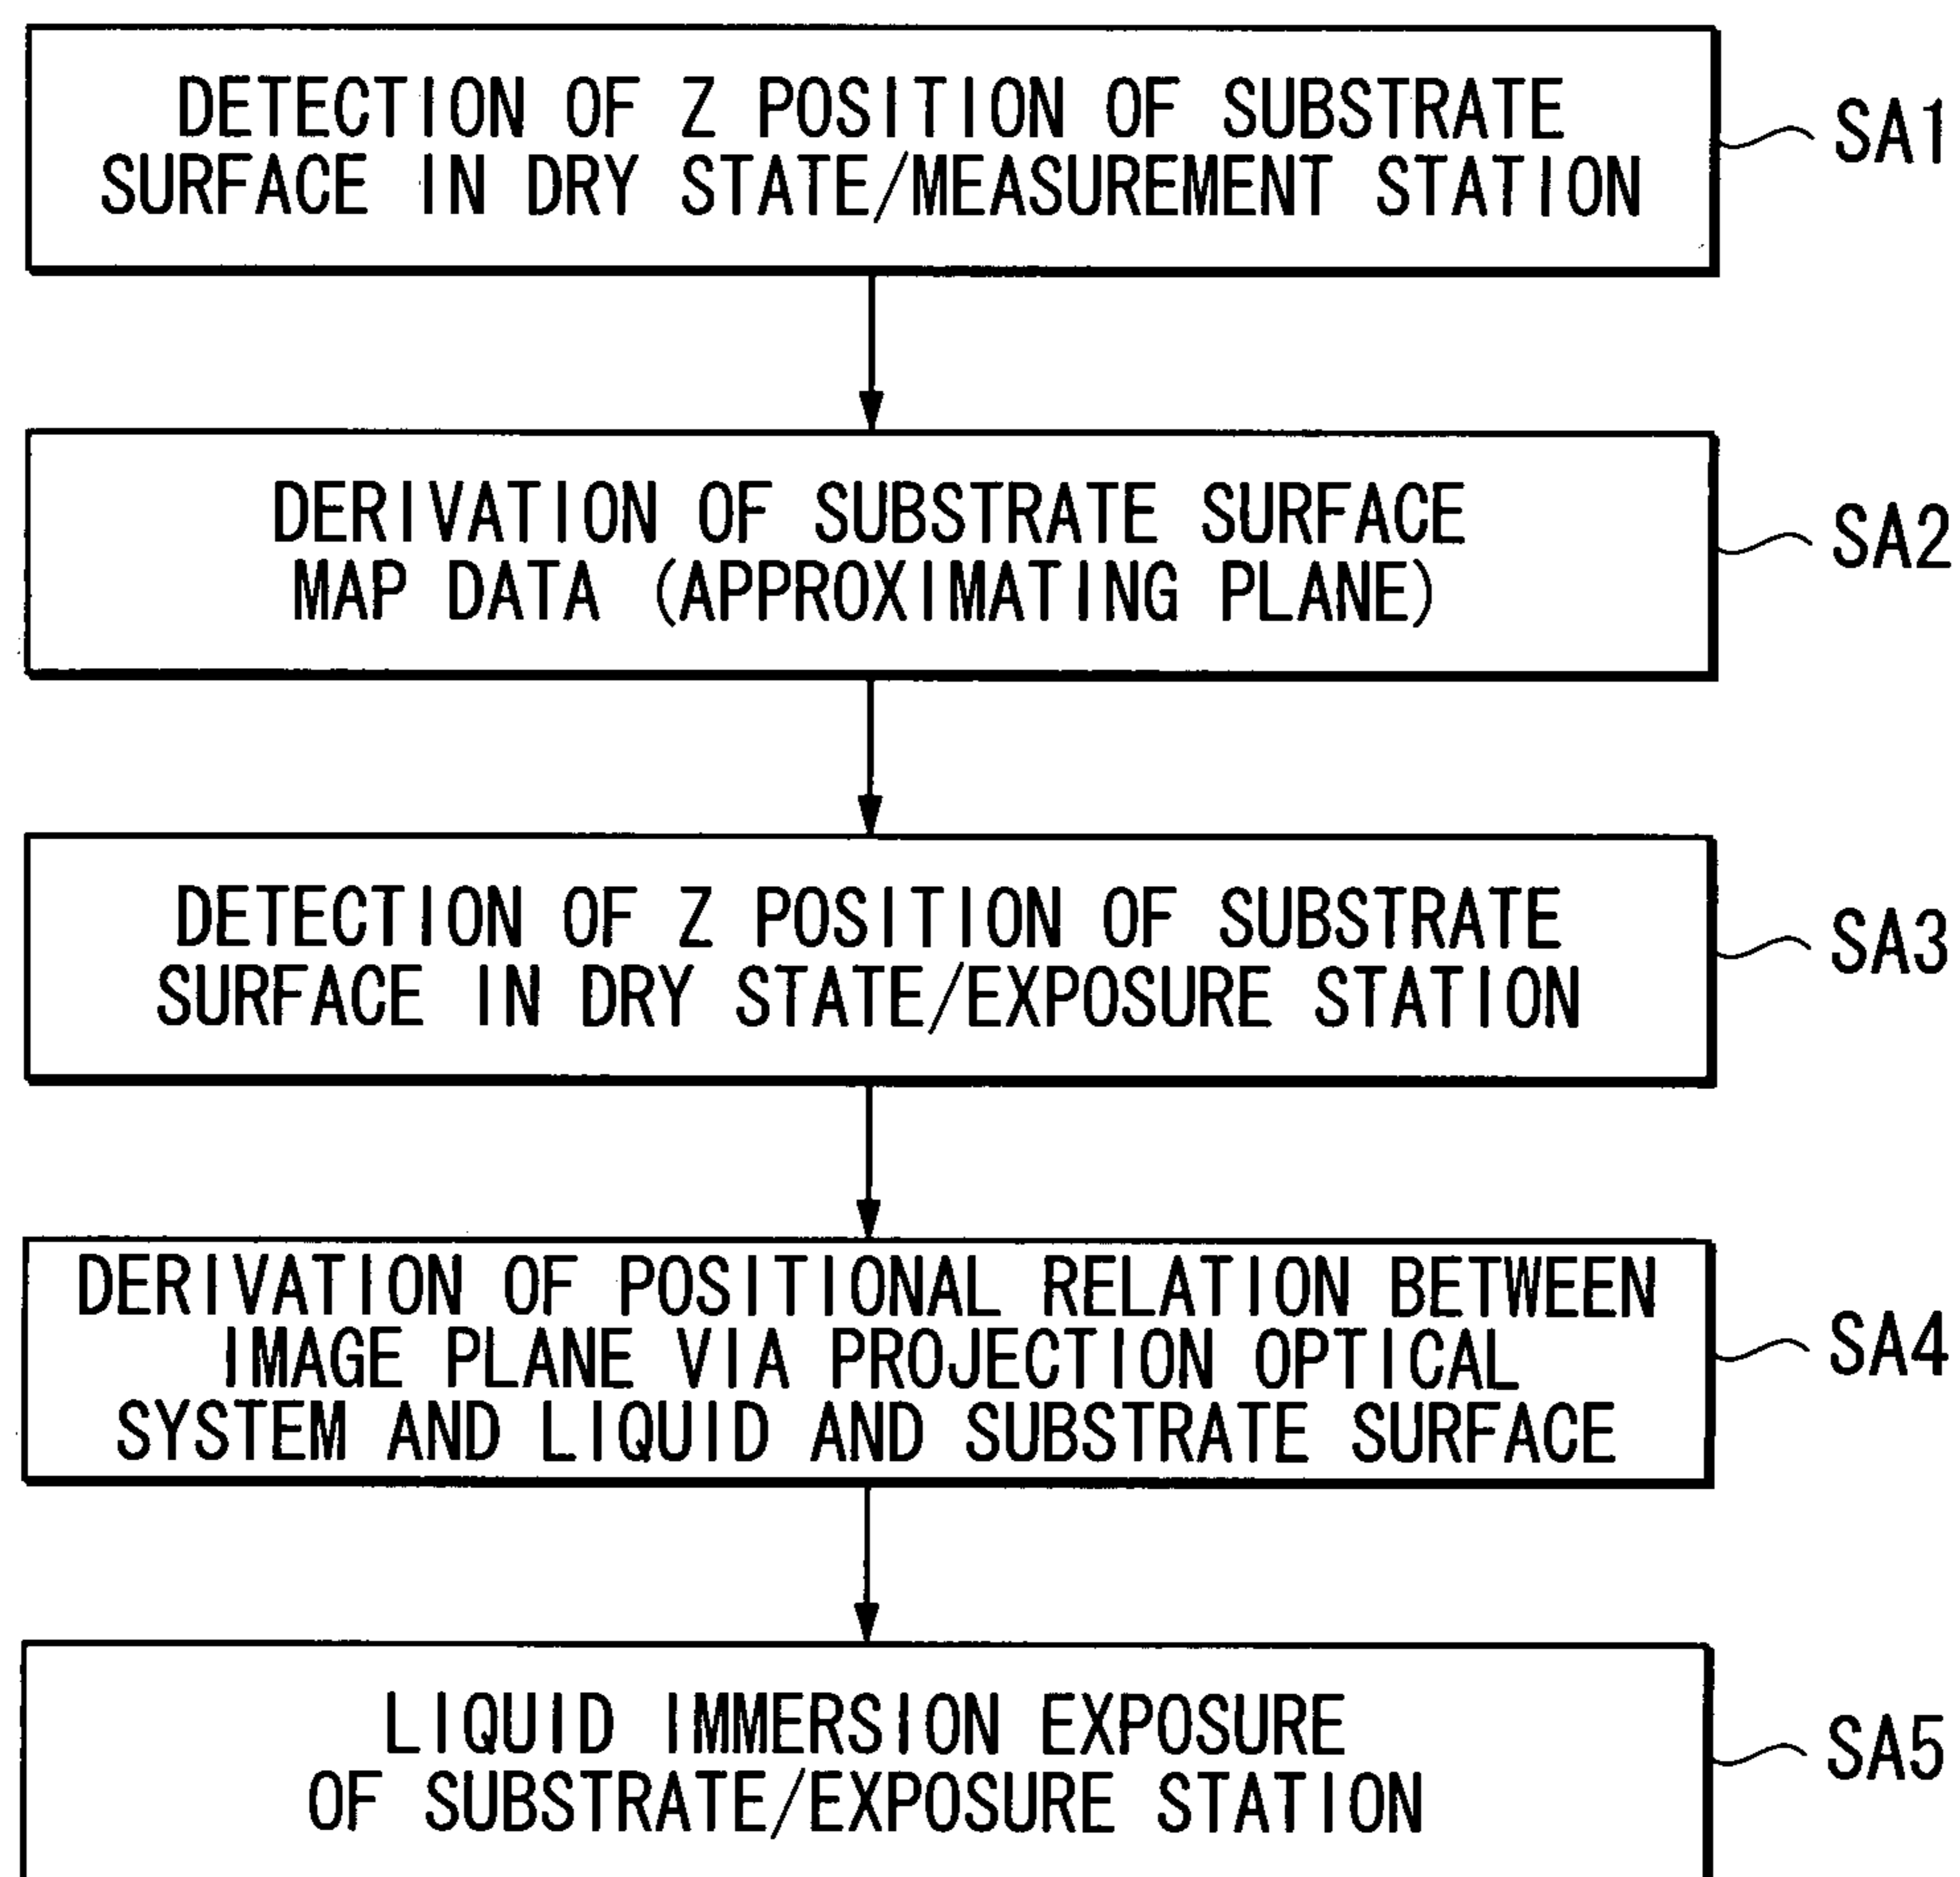 DETECTION OF Z POSITION OF SUBSTRATE
SURFACE IN DRY STATE/MEASUREMENT STATION
SA1
DERIVATION OF SUBSTRATE SURFACE
MAP DATA (APPROXIMATING PLANE)
SA2
DETECTION OF Z POSITION OF SUBSTRATE
SURFACE IN DRY STATE/EXPOSURE STATION
SA3
DERIVATION OF POSITIONAL RELATION BETWEEN
IMAGE PLANE VIA PROJECTION OPTICAL
SYSTEM AND LIQUID AND SUBSTRATE SURFACE
SA4
LIQUID IMMERSION EXPOSURE
OF SUBSTRATE/EXPOSURE STATION
SA5